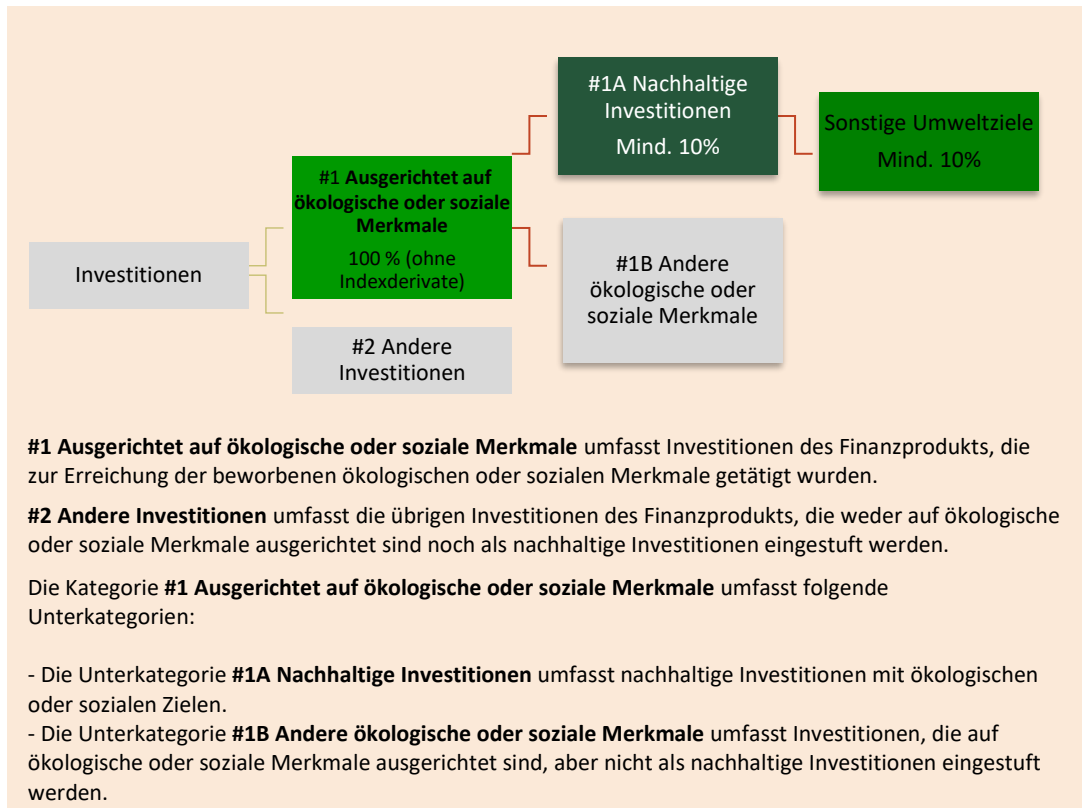 #1A Nachhaltige
Investitionen
Mind. 10%
Sonstige Umweltziele
Mind. 10%
#1 Ausgerichtet auf
ökologische oder soziale
Merkmale
100 % (ohne
Indexderivate)
Investitionen
#1B Andere
ökologische oder
soziale Merkmale
#2 Andere
Investitionen
#1 Ausgerichtet auf ökologische oder soziale Merkmale umfasst Investitionen des Finanzprodukts, die
zur Erreichung der beworbenen ökologischen oder sozialen Merkmale getätigt wurden.
#2 Andere Investitionen umfasst die übrigen Investitionen des Finanzprodukts, die weder auf ökologische
oder soziale Merkmale ausgerichtet sind noch als nachhaltige Investitionen eingestuft werden.
Die Kategorie #1 Ausgerichtet auf ökologische oder soziale Merkmale umfasst folgende
Unterkategorien:
- Die Unterkategorie #1A Nachhaltige Investitionen umfasst nachhaltige Investitionen mit ökologischen
oder sozialen Zielen.
- Die Unterkategorie #1B Andere ökologische oder soziale Merkmale umfasst Investitionen, die auf
ökologische oder soziale Merkmale ausgerichtet sind, aber nicht als nachhaltige Investitionen eingestuft
werden.